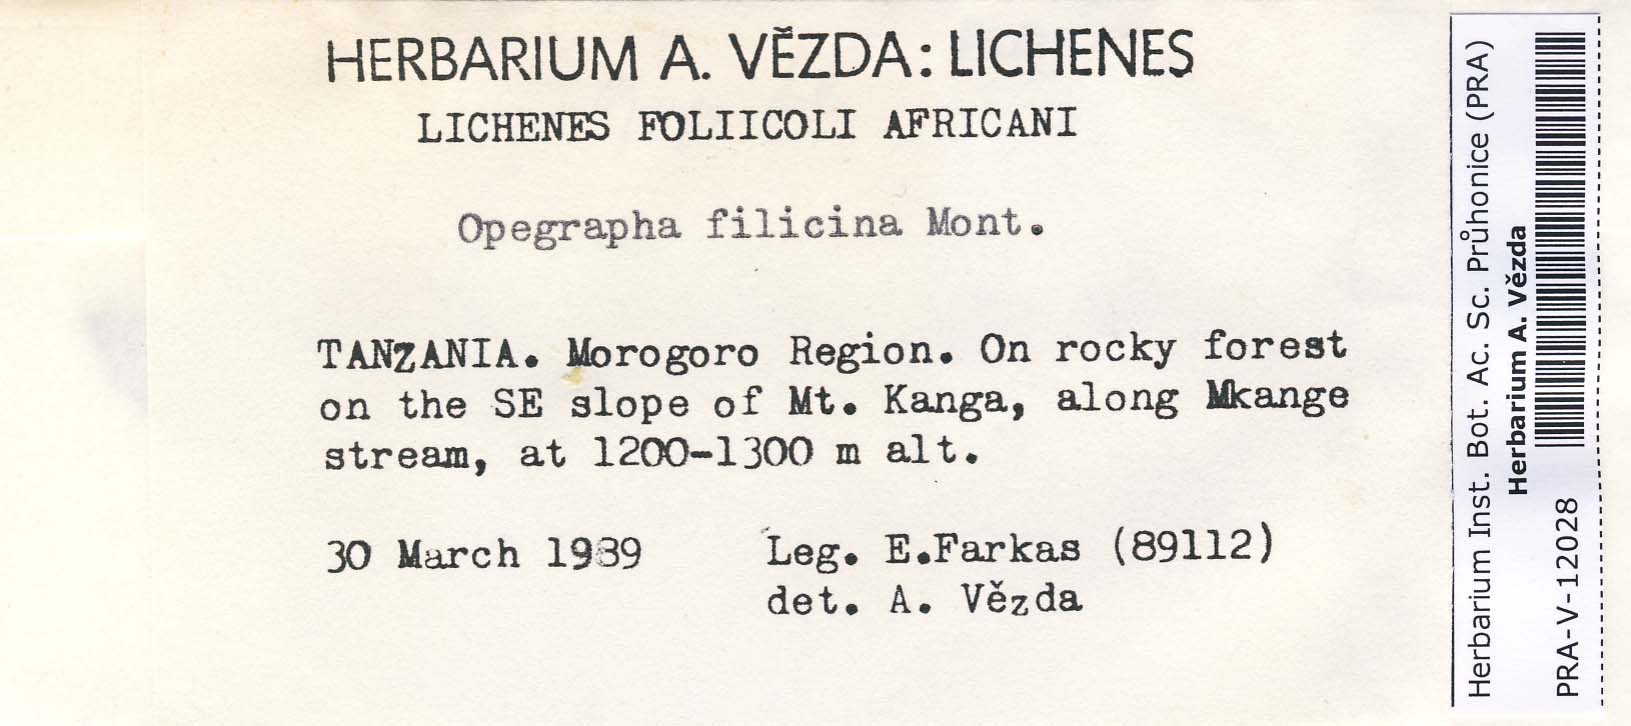 HERBARIUM A. VĚZDA: LICHENES
LICHENES FOLIICOLI AFRICANI
Opegrapha filicina Mont.
TANZANIA. Morogoro Region. On rocky forest
on the SE slope of Mt. Kanga, along Mkange
stream, at 1200-1300 m alt.
30 March 1989
Leg. E.Farkas (89112)
det. A. Vězda
Herbarium Inst. Bot. Ac. Sc. Průhonice (PRA)
Herbarium A. Vězda
PRA-V-12028